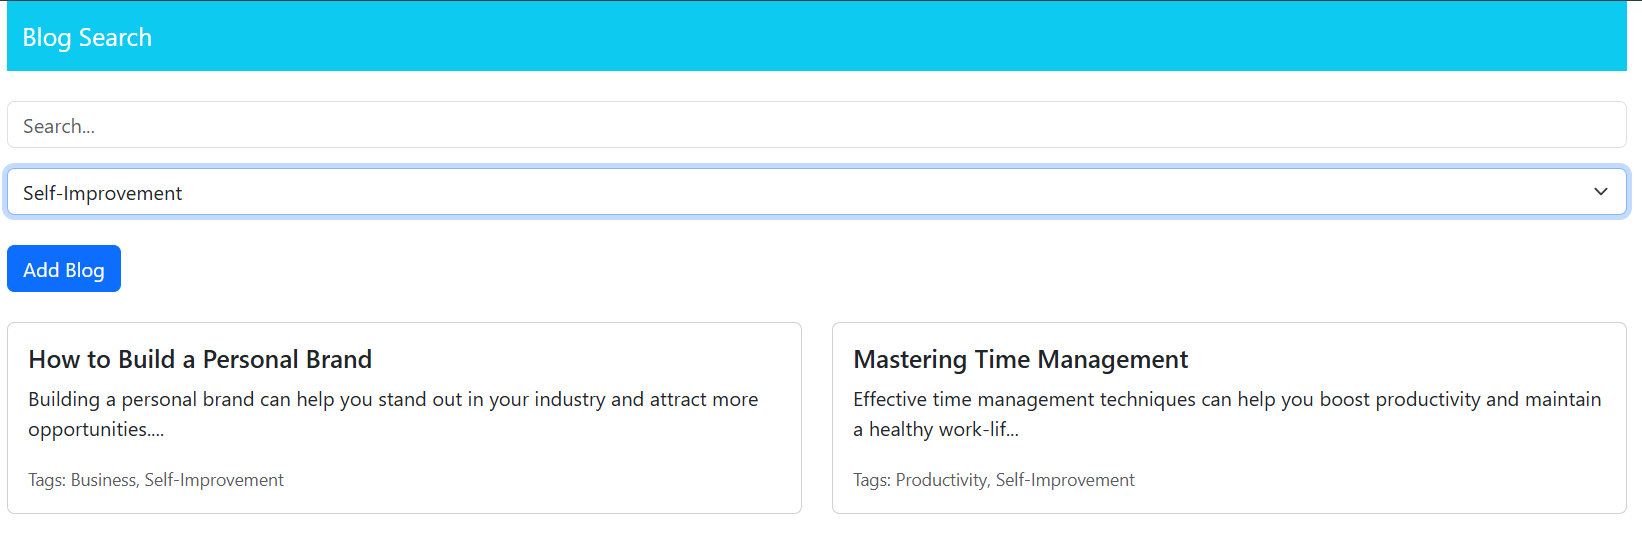 Blog Search
Search...
Self-Improvement
Add Blog
How to Build a Personal Brand
Building a personal brand can help you stand out in your industry and attract more
opportunities....
Tags: Business, Self-Improvement
Mastering Time Management
Effective time management techniques can help you boost productivity and maintain
a healthy work-lif...
Tags: Productivity, Self-Improvement